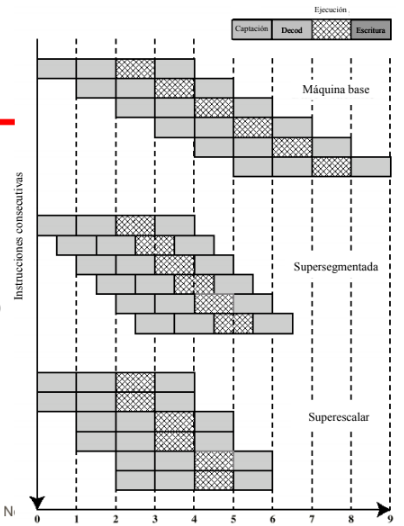 Ejecución
Captación Decod Escritura
Máquina base
Instrucciones consecutivas
Supersegmentada
Superescalar
0 1 2 3 4 5 6 7 8 9